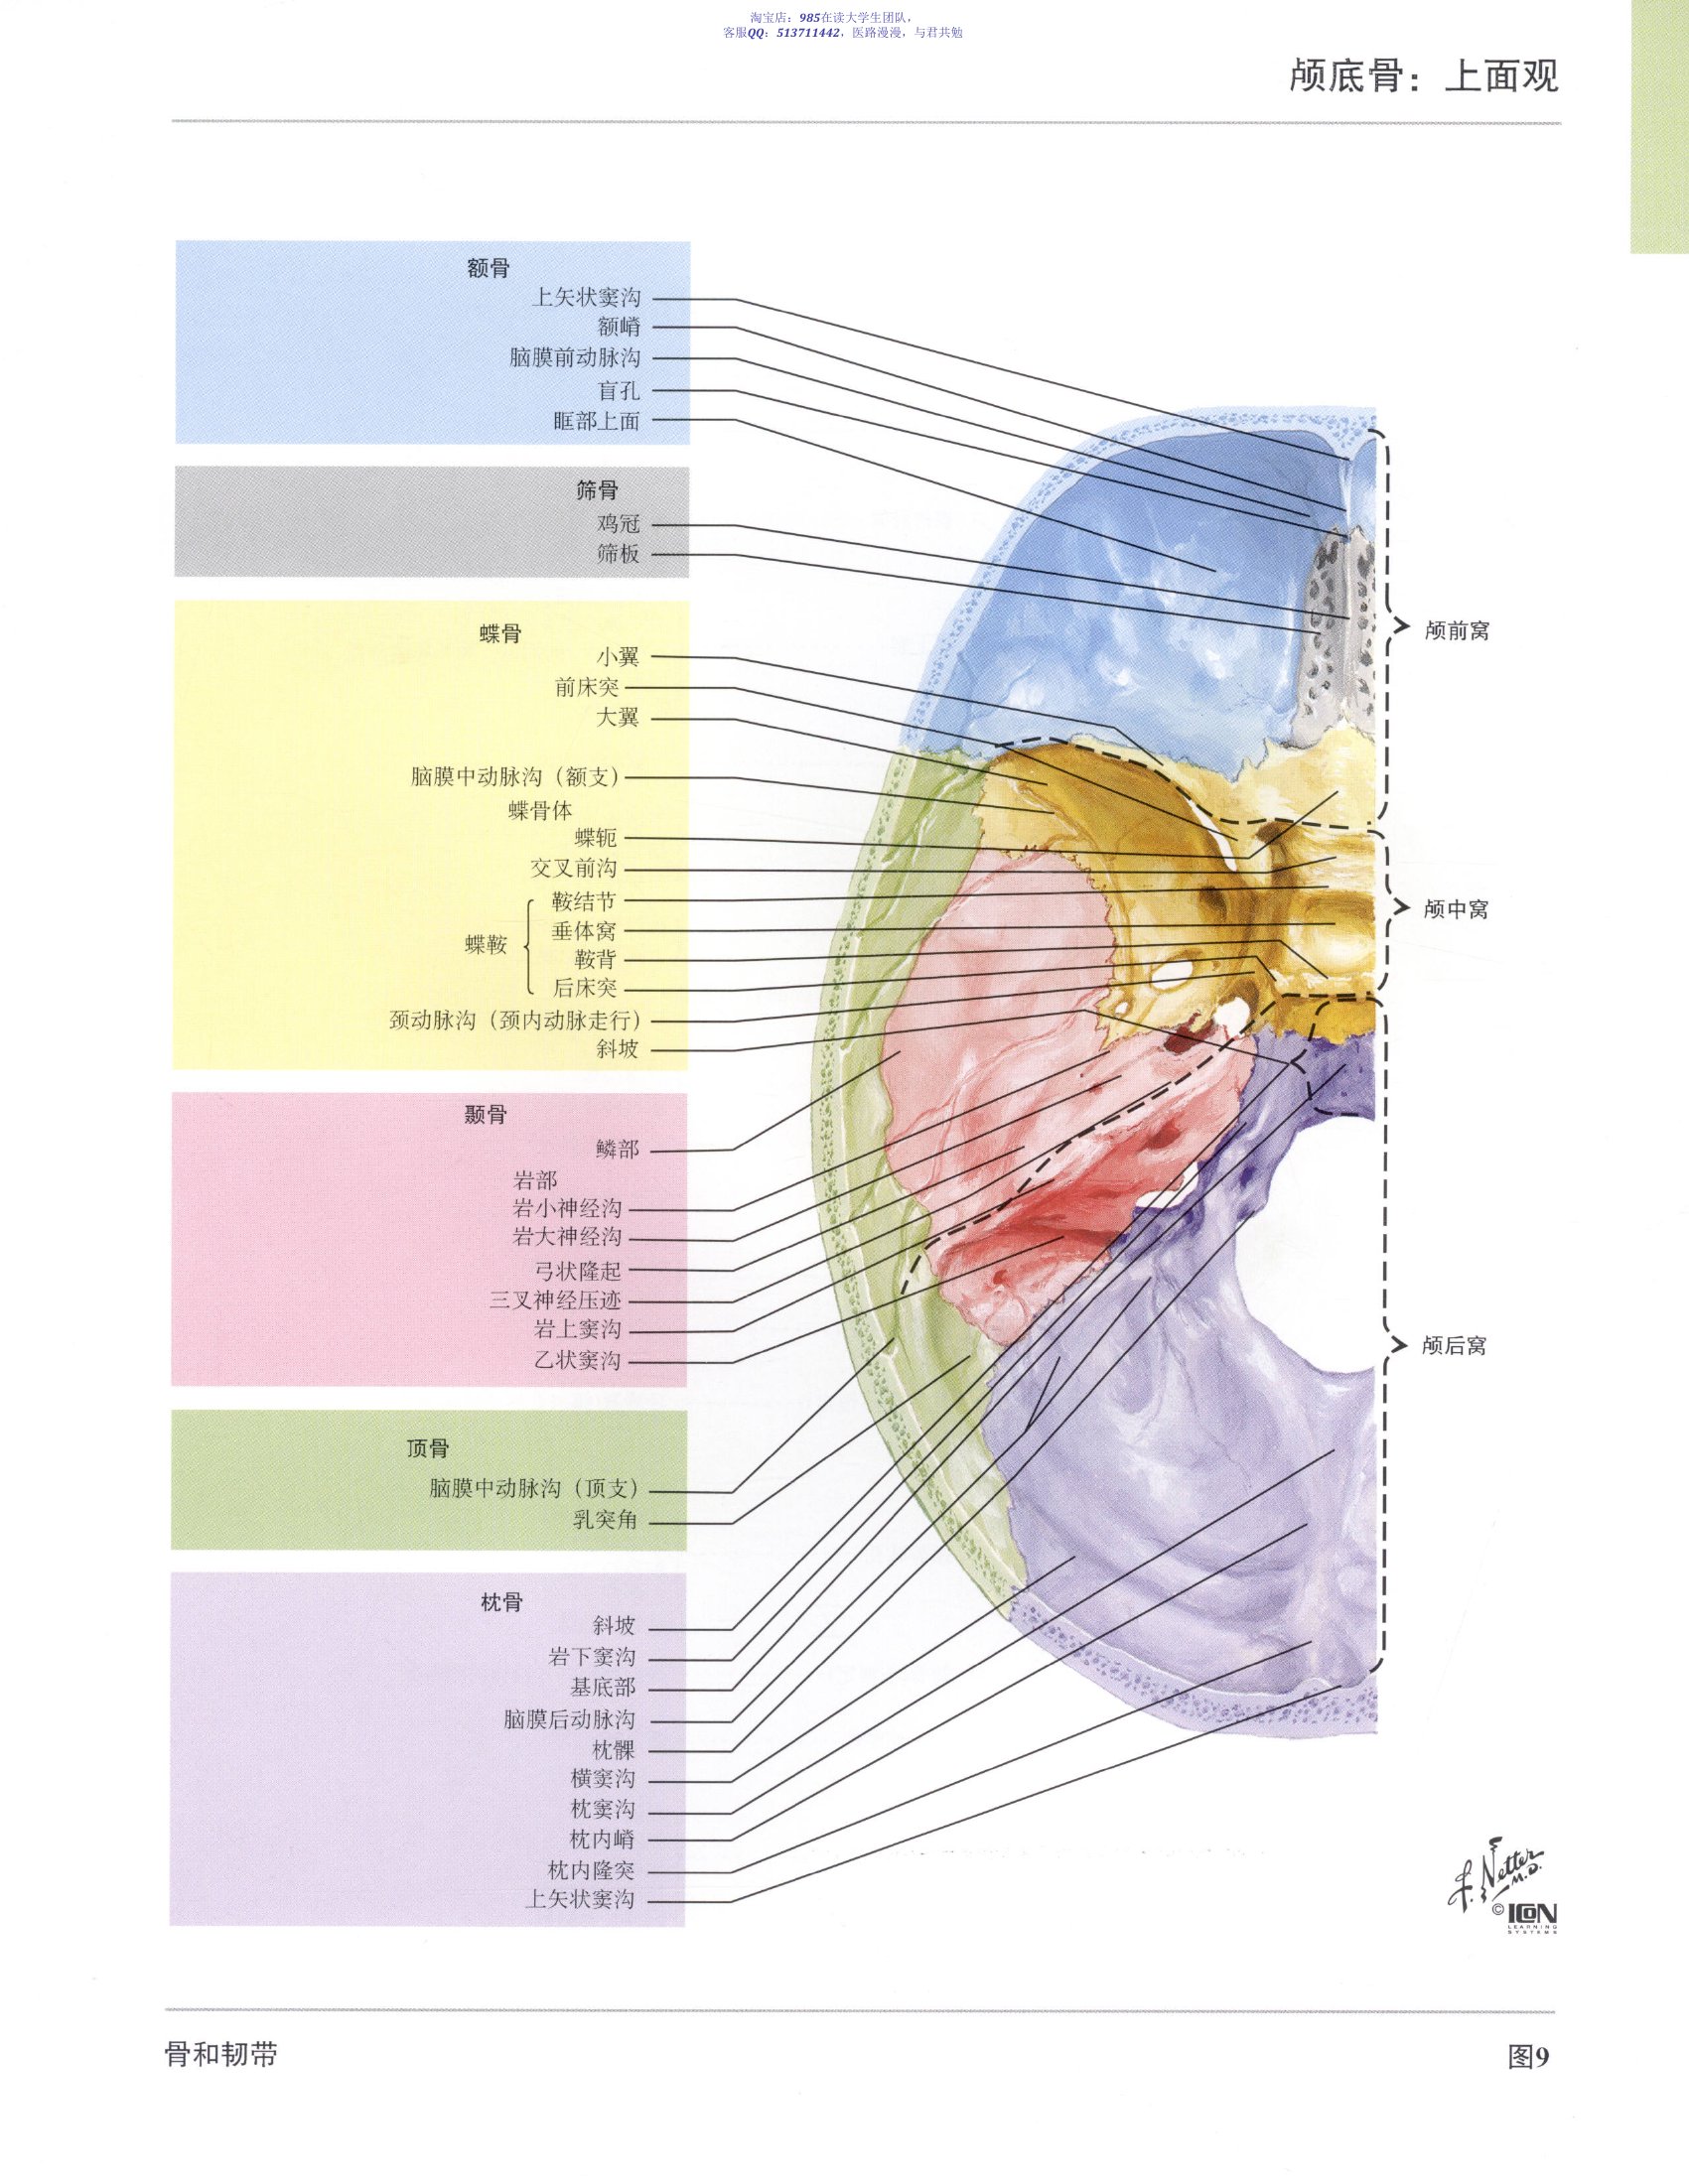 淘宝店：985在读大学生团队，
客服QQ：513711442，医路漫漫，与君共勉
颅底骨：上面观
额骨
上矢状窦沟
额嵴
脑膜前动脉沟
盲孔
眶部上面
筛骨
鸡冠
筛板
蝶骨
小翼
前床突
大翼
脑膜中动脉沟（额支）
蝶骨体
蝶轭
交叉前沟
蝶鞍
鞍结节
垂体窝
鞍背
后床突
颈动脉沟（颈内动脉走行）
斜坡
颞骨
鳞部
岩部
岩小神经沟
岩大神经沟
弓状隆起
三叉神经压迹
岩上窦沟
乙状窦沟
顶骨
脑膜中动脉沟（顶支）
乳突角
枕骨
斜坡
岩下窦沟
基底部
脑膜后动脉沟
枕髁
横窦沟
枕窦沟
枕内嵴
枕内隆突
上矢状窦沟
颅前窝
颅中窝
颅后窝
F. Netter
M.D.
© ICON
LEARNING
SYSTEMS
骨和韧带
图9